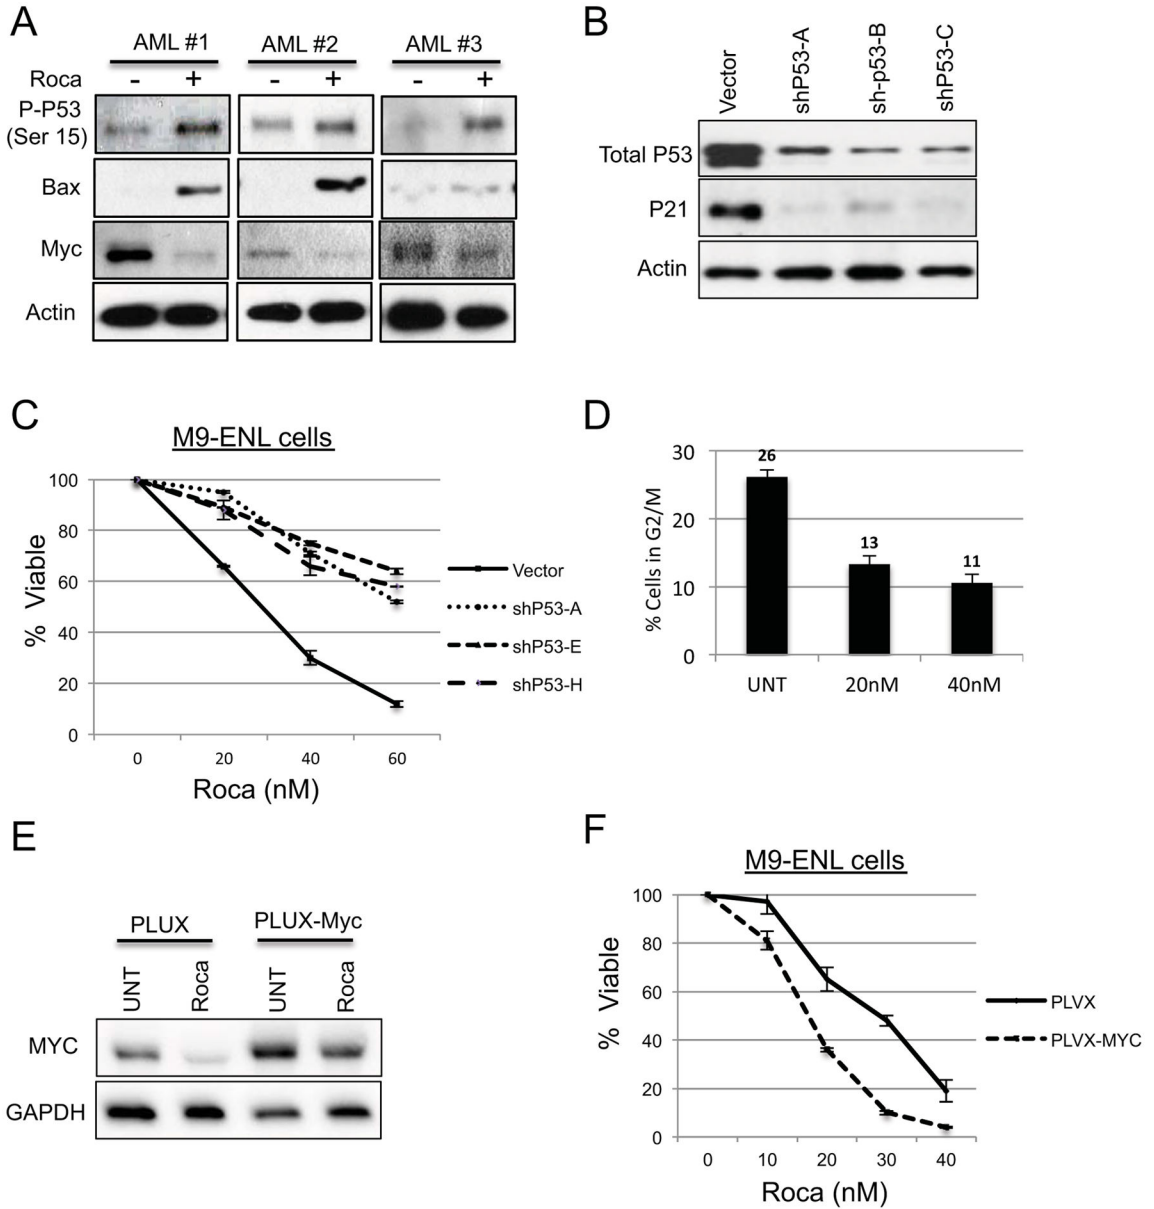 A
AML #1 AML #2 AML #3
Roca - + - + - +
P-P53
(Ser 15)
Bax
Myc
Actin
B
Vector shP53-A sh-p53-B shP53-C
Total P53
P21
Actin
C
M9-ENL cells
% Viable
100
80
60
40
20
0
0 20 40 60
Roca (nM)
Vector
shP53-A
shP53-E
shP53-H
D
% Cells in G2/M
30
20
10
0
26
13
11
UNT 20nM 40nM
E
PLUX PLUX-Myc
UNT Roca UNT Roca
MYC
GAPDH
F
M9-ENL cells
% Viable
100
80
60
40
20
0
0 10 20 30 40
Roca (nM)
PLVX
PLVX-MYC